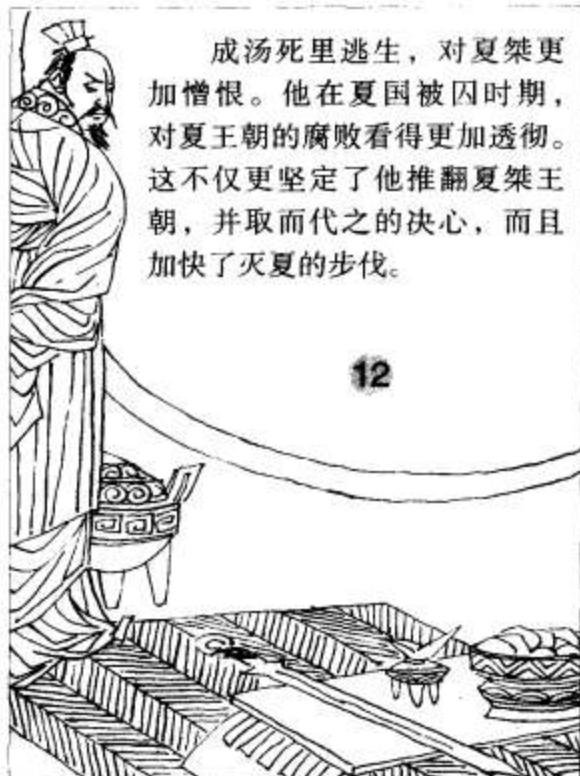 成汤死里逃生，对夏桀更
加憎恨。他在夏国被囚时期，
对夏王朝的腐败看得更加透彻。
这不仅更坚定了他推翻夏桀王
朝，并取而代之的决心，而且
加快了灭夏的步伐。
12